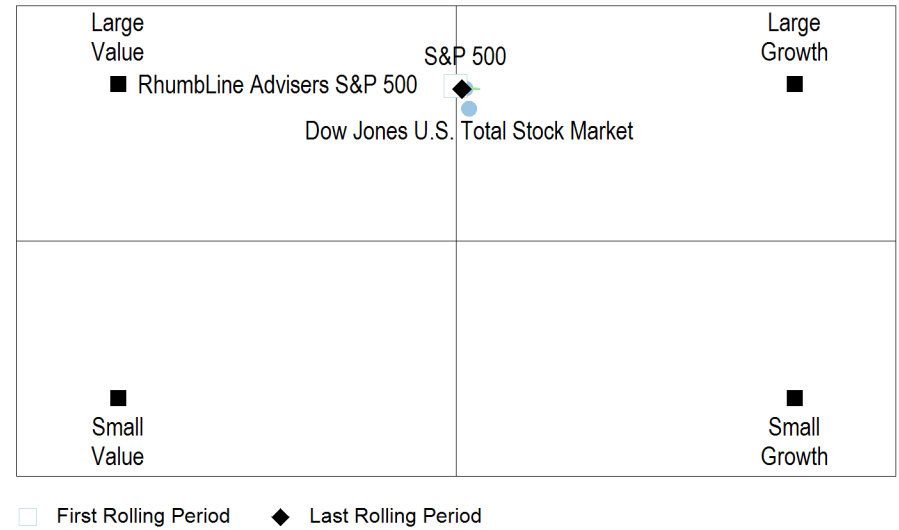 Large
Value
Large
Growth
S&P 500
RhumbLine Advisers S&P 500
Dow Jones U.S. Total Stock Market
Small
Value
Small
Growth
First Rolling Period
Last Rolling Period